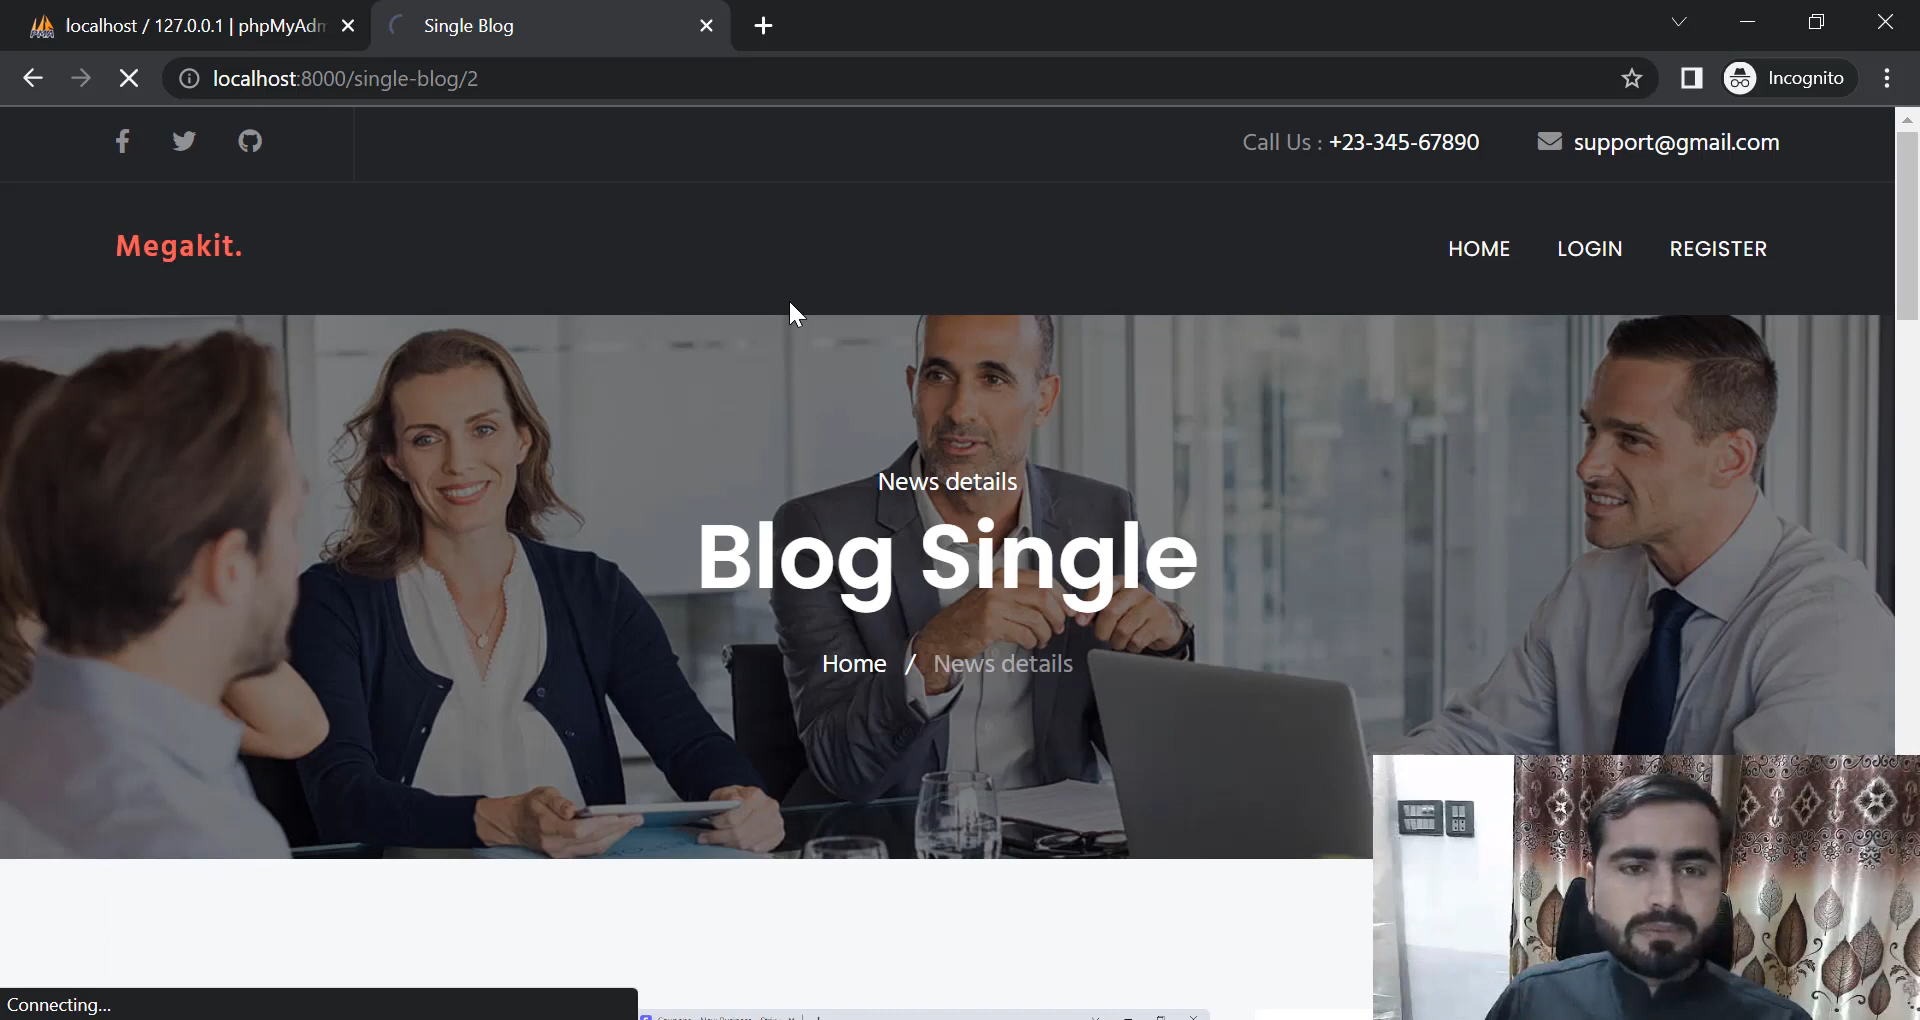 localhost / 127.0.0.1 | phpMyAdm
Single Blog
localhost:8000/single-blog/2
Incognito
Call Us : +23-345-67890
support@gmail.com
Megakit.
HOME
LOGIN
REGISTER
News details
Blog Single
Home / News details
Connecting...